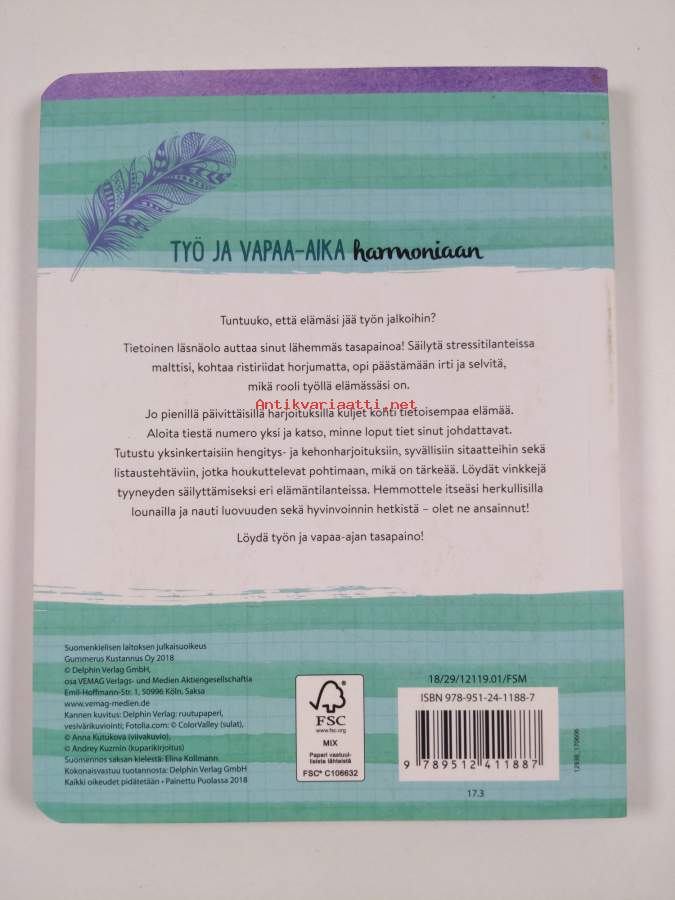 TYÖ JA VAPAA-AIKA harmoniaan
Tuntuuko, että elämäsi jää työn jalkoihin?
Tietoinen läsnäolo auttaa sinut lähemmäs tasapainoa! Säilytä stressitilanteissa
malttisi, kohtaa ristiriidat horjumatta, opi päästämään irti ja selvitä,
mikä rooli työllä elämässäsi on.
Antikvariaatti.net
Jo pienillä päivittäisillä harjoituksilla kuljet kohti tietoisempaa elämää.
Aloita tiestä numero yksi ja katso, minne loput tiet sinut johdattavat.
Tutustu yksinkertaisiin hengitys- ja kehonharjoituksiin, syvällisiin sitaatteihin sekä
listaustehtäviin, jotka houkuttelevat pohtimaan, mikä on tärkeää. Löydät vinkkejä
tyyneyden säilyttämiseksi eri elämäntilanteissa. Hemmottele itseäsi herkullisilla
lounailla ja nauti luovuuden sekä hyvinvoinnin hetkistä – olet ne ansainnut!
Löydä työn ja vapaa-ajan tasapaino!
Suomenkielisen laitoksen julkaisuoikeus
Gummerus Kustannus Oy 2018
© Delphin Verlag GmbH,
osa VEMAG Verlags- und Medien Aktiengesellschaftia
Emil-Hoffmann-Str. 1, 50996 Köln, Saksa
www.vemag-medien.de
Kannen kuvitus: Delphin Verlag GmbH: ruutupaperi,
vesivärikuviointi; Fotolia.com: © ColorValley (sulat),
© Anna Kutukova (viivakuvio),
© Andrey Kuzmin (kuparikirjoitus)
Suomennos saksan kielestä: Elina Kollmann
Kokonaisvastuu tuotannosta: Delphin Verlag GmbH
Kaikki oikeudet pidätetään • Painettu Puolassa 2018
FSC
www.fsc.org
MIX
Paperi vastuul-
lisista lähteistä
FSC® C106632
18/29/12119.01/FSM
ISBN 978-951-24-1188-7
9 789512 411887
17.3
12938_170606